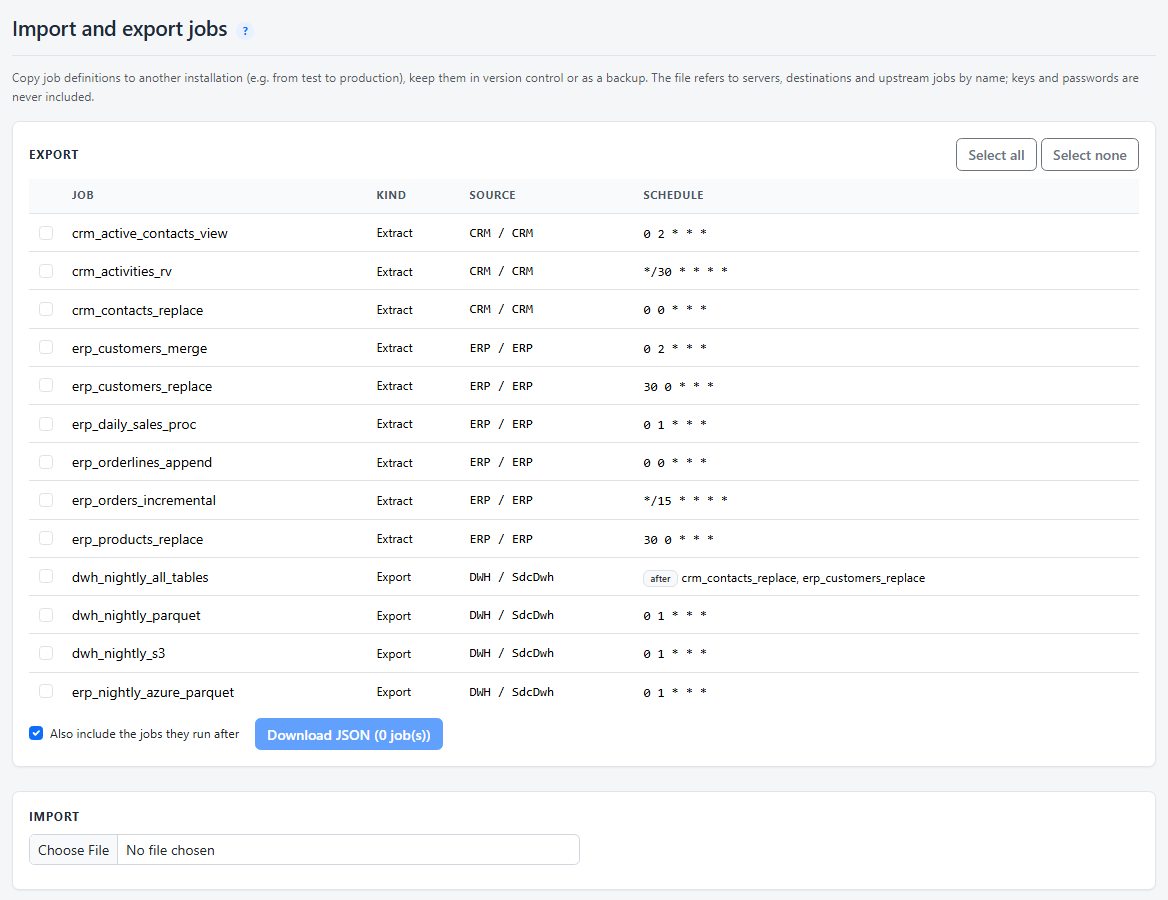 Import and export jobs ?
Copy job definitions to another installation (e.g. from test to production), keep them in version control or as a backup. The file refers to servers, destinations and upstream jobs by name; keys and passwords are
never included.
EXPORT Select all Select none
JOB KIND SOURCE SCHEDULE
crm_active_contacts_view Extract CRM / CRM 0 2 * * *
crm_activities_rv Extract CRM / CRM */30 * * * *
crm_contacts_replace Extract CRM / CRM 0 0 * * *
erp_customers_merge Extract ERP / ERP 0 2 * * *
erp_customers_replace Extract ERP / ERP 30 0 * * *
erp_daily_sales_proc Extract ERP / ERP 0 1 * * *
erp_orderlines_append Extract ERP / ERP 0 0 * * *
erp_orders_incremental Extract ERP / ERP */15 * * * *
erp_products_replace Extract ERP / ERP 30 0 * * *
dwh_nightly_all_tables Export DWH / SdcDwh after crm_contacts_replace, erp_customers_replace
dwh_nightly_parquet Export DWH / SdcDwh 0 1 * * *
dwh_nightly_s3 Export DWH / SdcDwh 0 1 * * *
erp_nightly_azure_parquet Export DWH / SdcDwh 0 1 * * *
Also include the jobs they run after Download JSON (0 job(s))
IMPORT
Choose File No file chosen